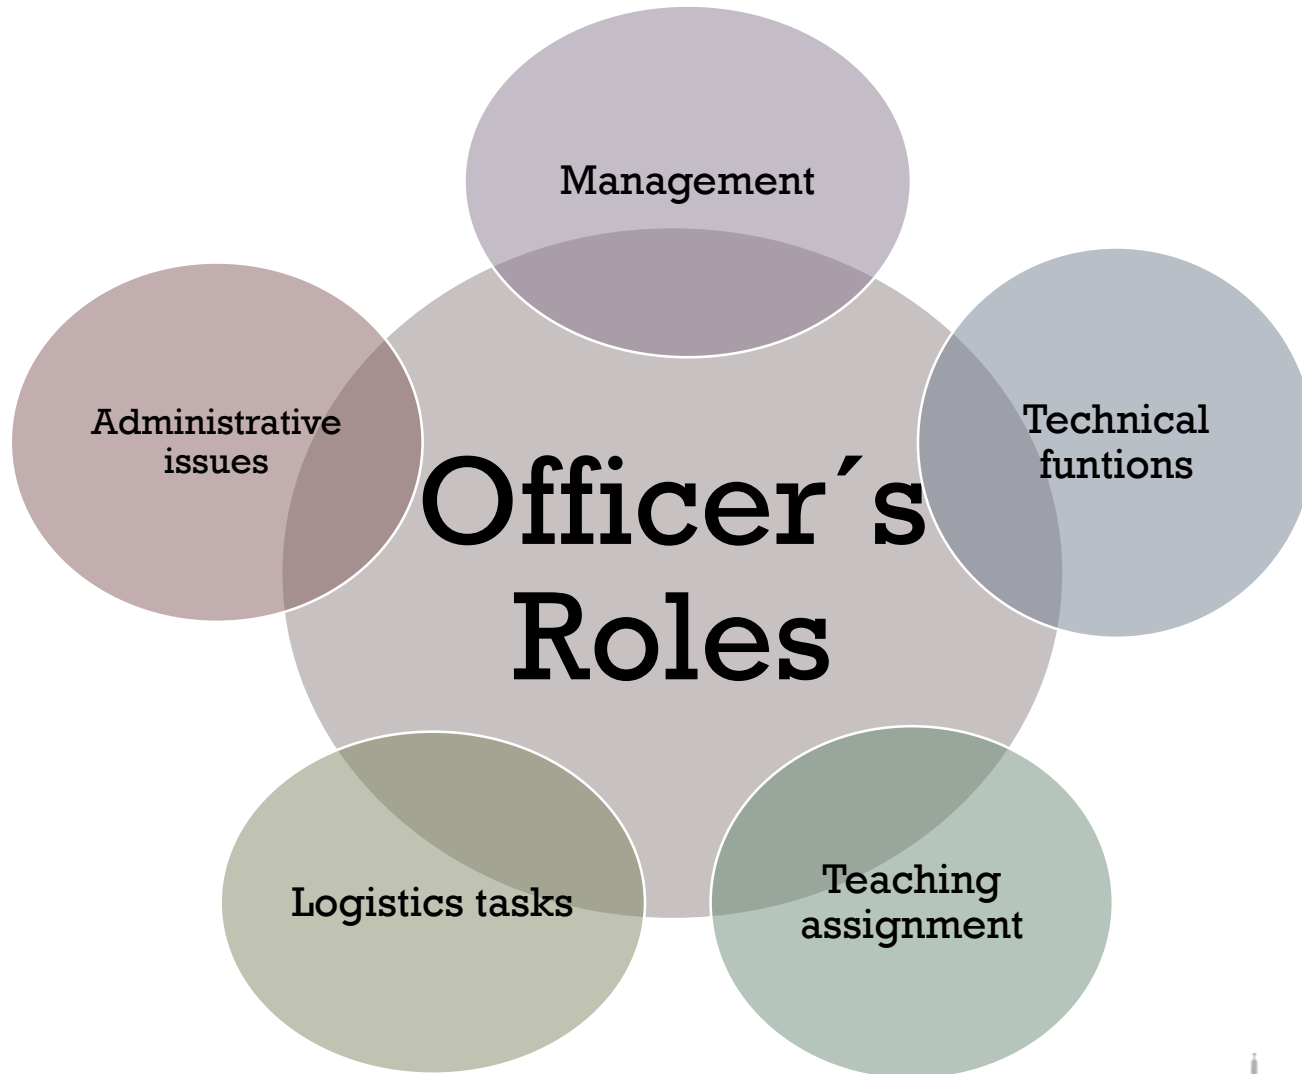 Management
Technical
funtions
Administrative
issues
Officer´s
Roles
Logistics tasks
Teaching
assignment